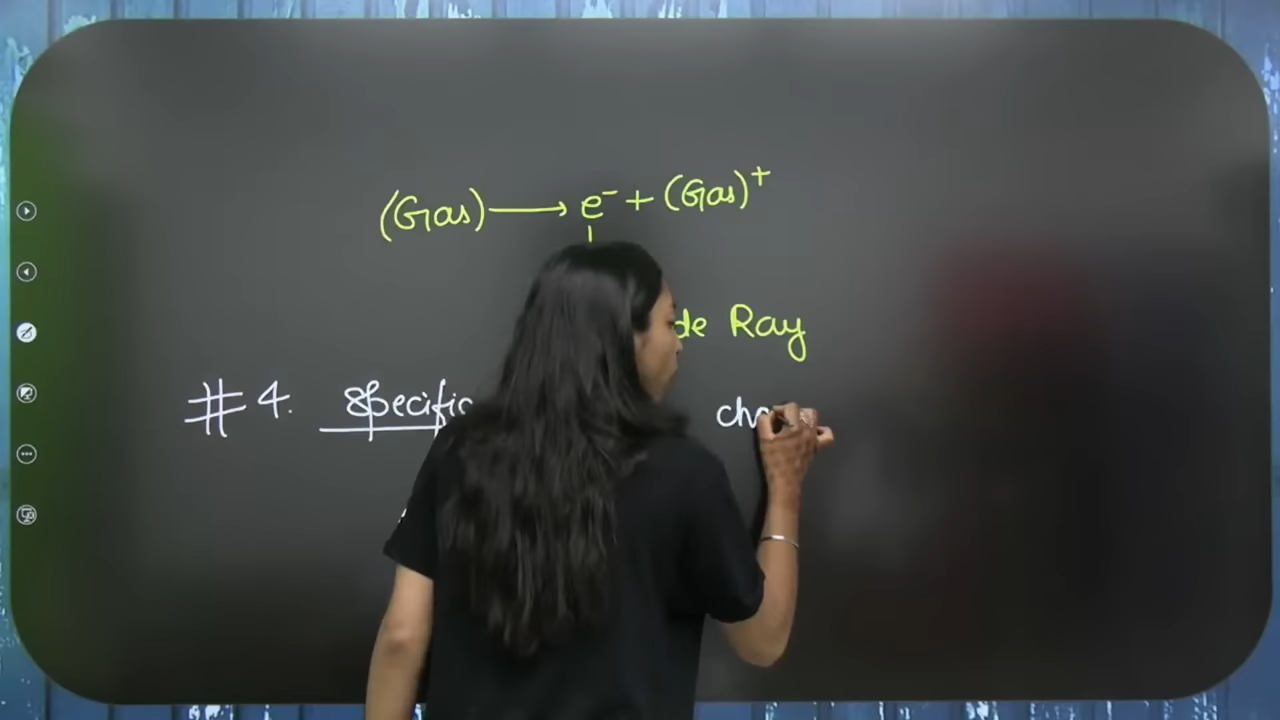 (Gas) ⟶ e⁻ + (Gas)⁺
de Ray
# 4. Specific